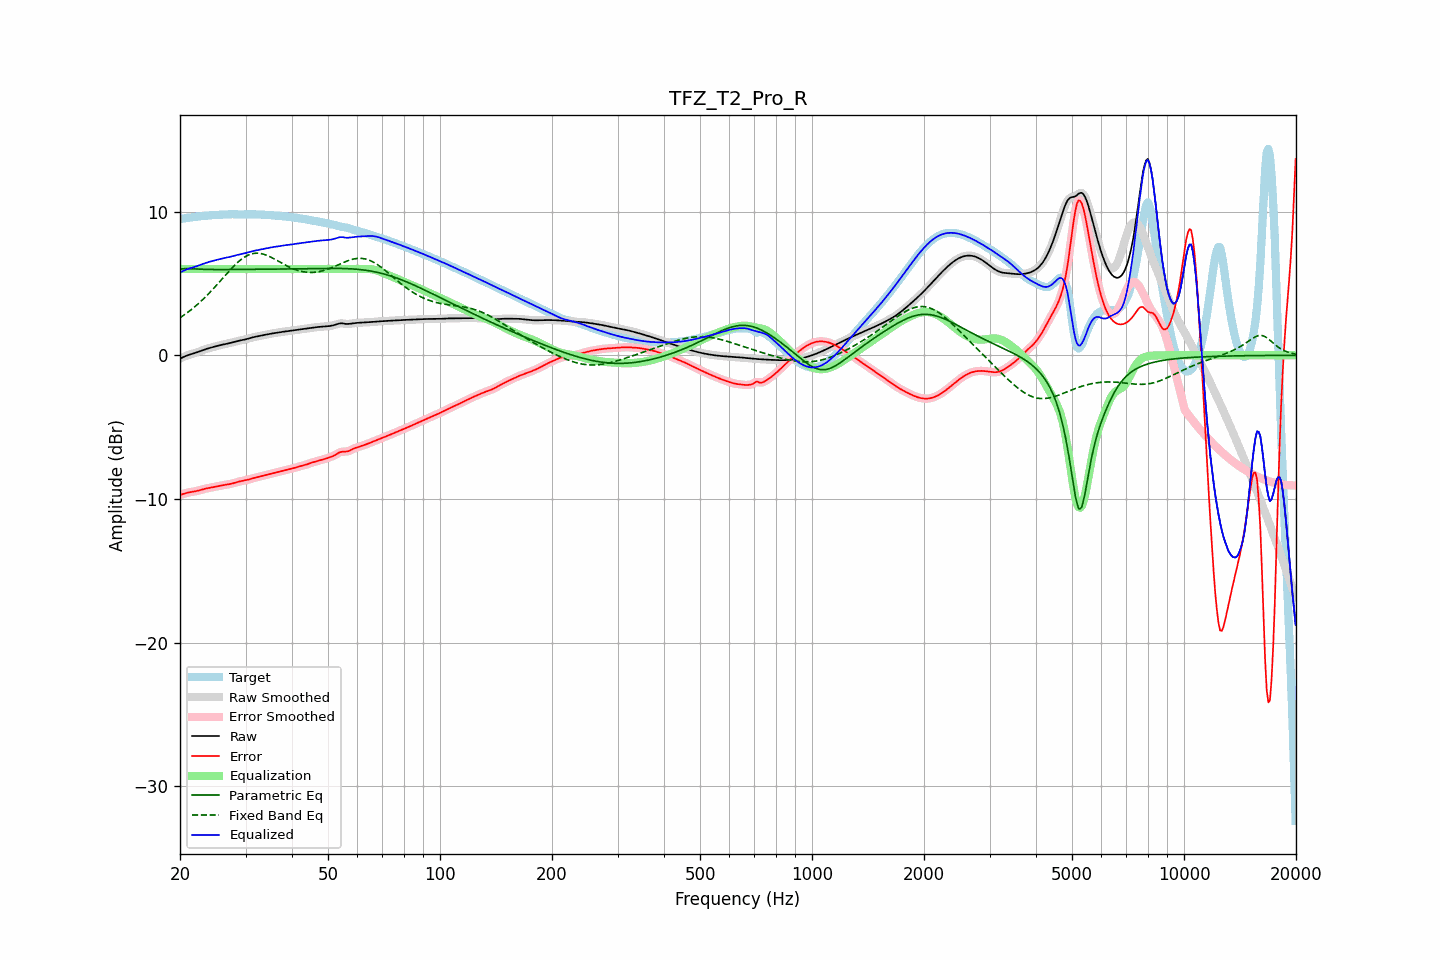 TFZ_T2_Pro_R
Amplitude (dBr)
10
0
−10
−20
−30
Target
Raw Smoothed
Error Smoothed
Raw
Error
Equalization
Parametric Eq
Fixed Band Eq
Equalized
20 50 100 200 500 1000 2000 5000 10000 20000
Frequency (Hz)